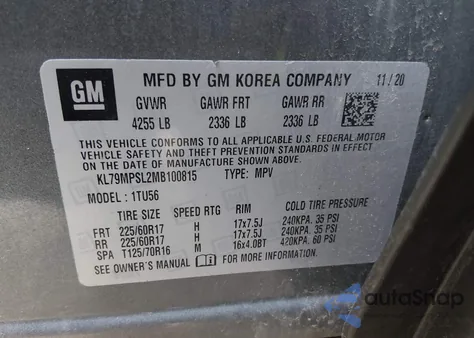 GM MFD BY GM KOREA COMPANY 11/20
GVWR GAWR FRT GAWR RR
4255 LB 2336 LB 2336 LB
THIS VEHICLE CONFORMS TO ALL APPLICABLE U.S. FEDERAL MOTOR
VEHICLE SAFETY, BUMPER, AND THEFT PREVENTION STANDARDS IN EFFECT
ON THE DATE OF MANUFACTURE SHOWN ABOVE.
KL79MPSL2MB100815 TYPE: MPV
MODEL : 1TU56
TIRE SIZE SPEED RTG RIM COLD TIRE PRESSURE
FRT 225/60R17 H 17x7.5J 240KPA. 35 PSI
RR 225/60R17 H 17x7.5J 240KPA. 35 PSI
SPA T125/70R16 M 16x4.0BT 420KPA. 60 PSI
SEE OWNER'S MANUAL FOR MORE INFORMATION.
autoSnap